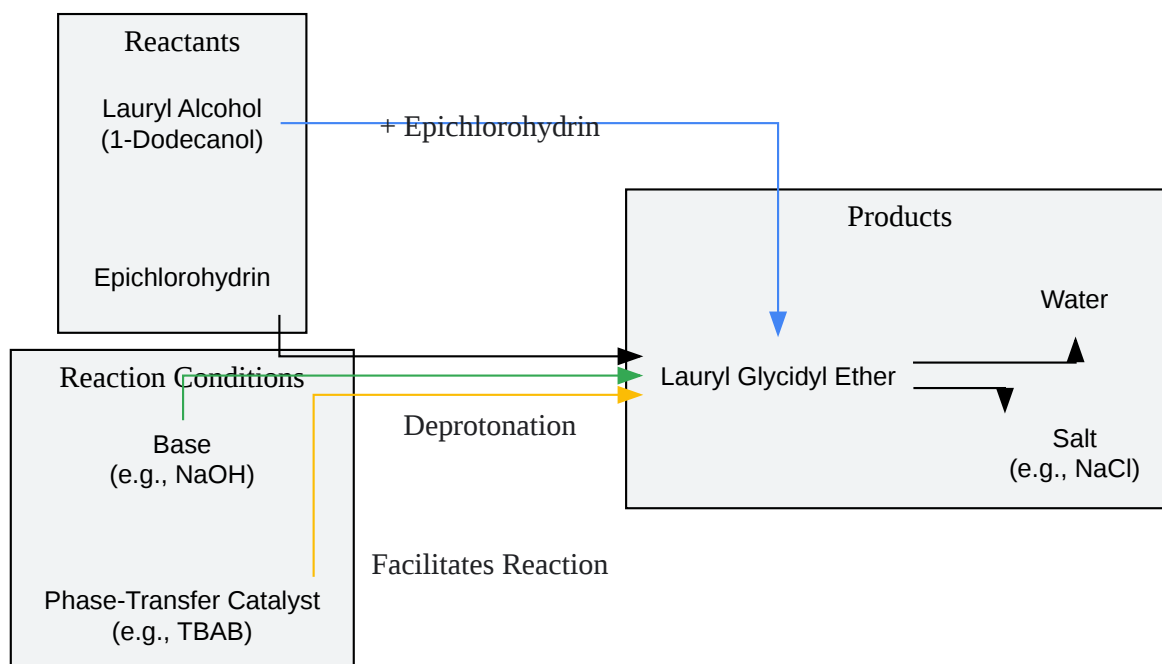 Reactants
Lauryl Alcohol
(1-Dodecanol)
+ Epichlorohydrin
Epichlorohydrin
Products
Water
Lauryl Glycidyl Ether
Salt
(e.g., NaCl)
Reaction Conditions
Deprotonation
Base
(e.g., NaOH)
Facilitates Reaction
Phase-Transfer Catalyst
(e.g., TBAB)